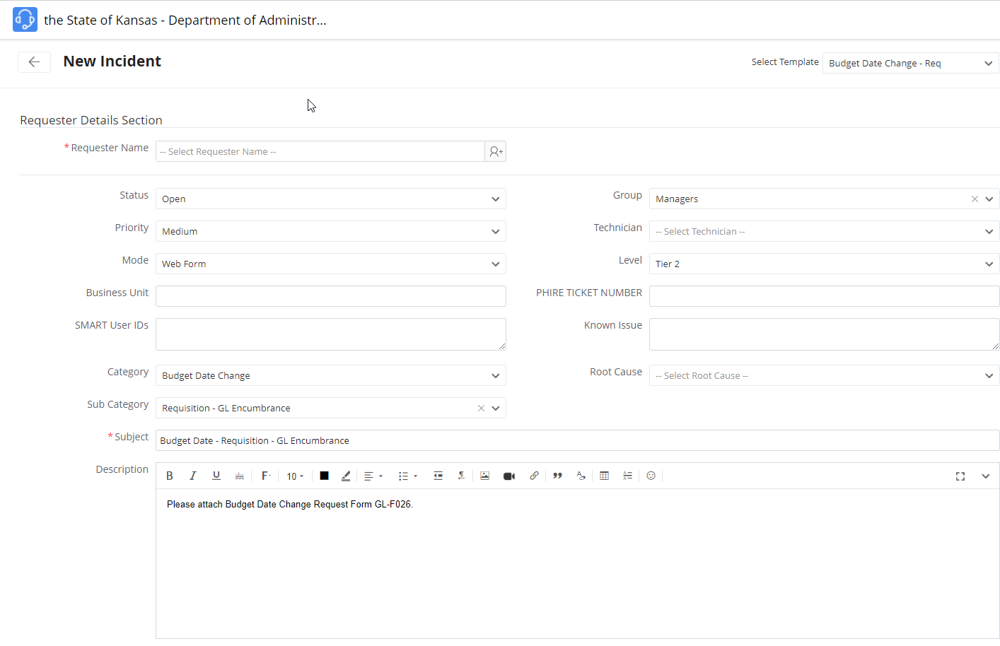 the State of Kansas - Department of Administr...
New Incident
Select Template Budget Date Change - Req
Requester Details Section
* Requester Name -- Select Requester Name --
Status Open Group Managers
Priority Medium Technician -- Select Technician --
Mode Web Form Level Tier 2
Business Unit PHIRE TICKET NUMBER
SMART User IDs Known Issue
Category Budget Date Change Root Cause -- Select Root Cause --
Sub Category Requisition - GL Encumbrance
* Subject Budget Date - Requisition - GL Encumbrance
Description B I U abc F 10
Please attach Budget Date Change Request Form GL-F026.